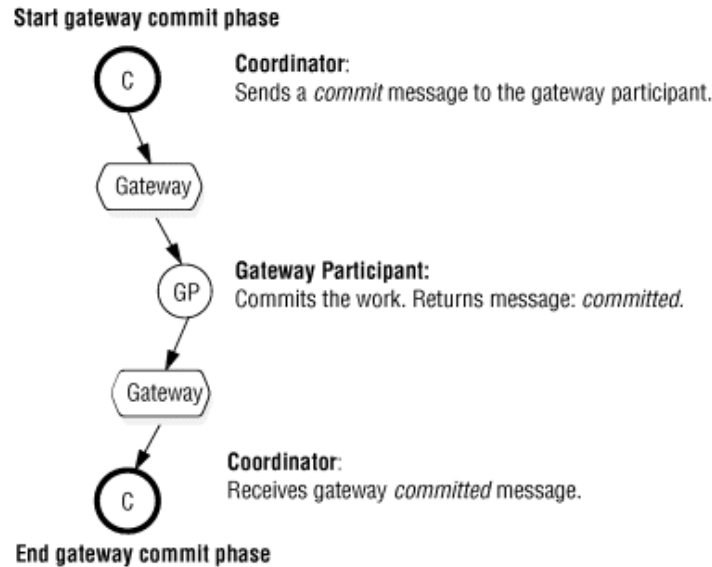 Start gateway commit phase
C
Coordinator:
Sends a commit message to the gateway participant.
Gateway
Gateway Participant:
GP
Commits the work. Returns message: committed.
Gateway
Coordinator:
C
Receives gateway committed message.
End gateway commit phase